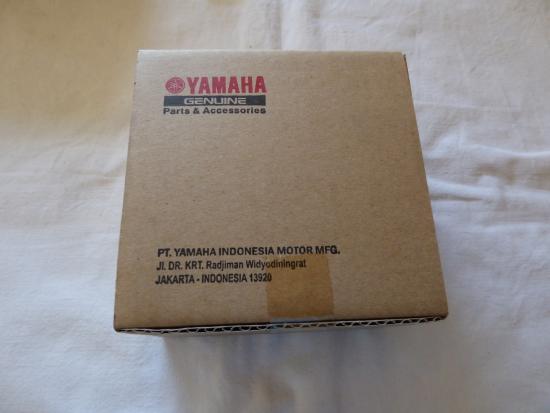 YAMAHA
GENUINE
Parts & Accessories
PT. YAMAHA INDONESIA MOTOR MFG.
Jl. DR. KRT. Radjiman Widyodiningrat
JAKARTA - INDONESIA 13920